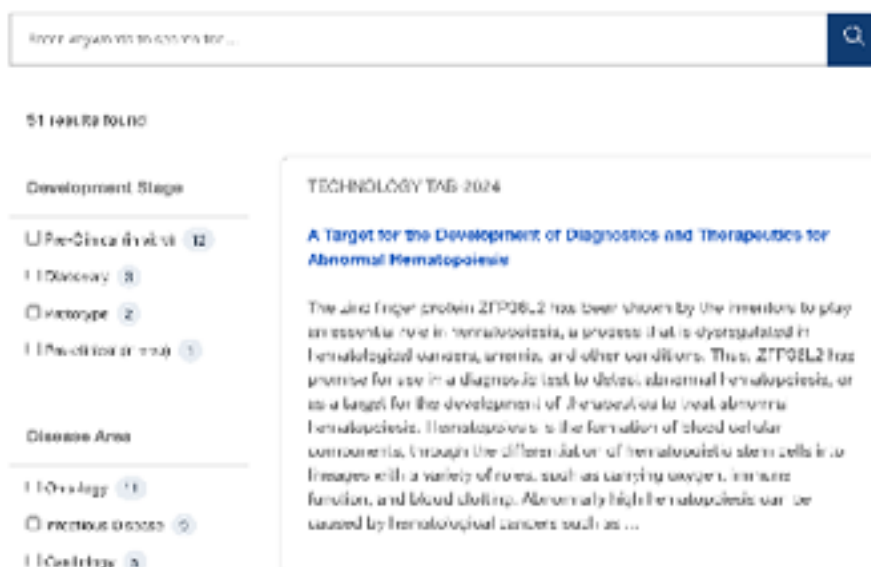 Enter keywords to search for ...
51 results found
Development Stage
Pre-Clinical (in vitro) 12
Discovery
Prototype 2
Pre-clinical (in vivo) 1
Disease Area
Oncology 11
Infectious Disease
Cardiology
TECHNOLOGY TAB-2024
A Target for the Development of Diagnostics and Therapeutics for
Abnormal Hematopoiesis
The zinc finger protein ZFP36L2 has been shown by the inventors to play
an essential role in hematopoiesis, a process that is dysregulated in
hematological cancers, anemia, and other conditions. Thus, ZFP36L2 has
promise for use in a diagnostic test to detect abnormal hematopoiesis, or
as a target for the development of therapeutics to treat abnormal
hematopoiesis. Hematopoiesis is the formation of blood cellular
components, through the differentiation of hematopoietic stem cells into
lineages with a variety of roles, such as carrying oxygen, immune
function, and blood clotting. Abnormally high hematopoiesis can be
caused by hematological cancers such as ...